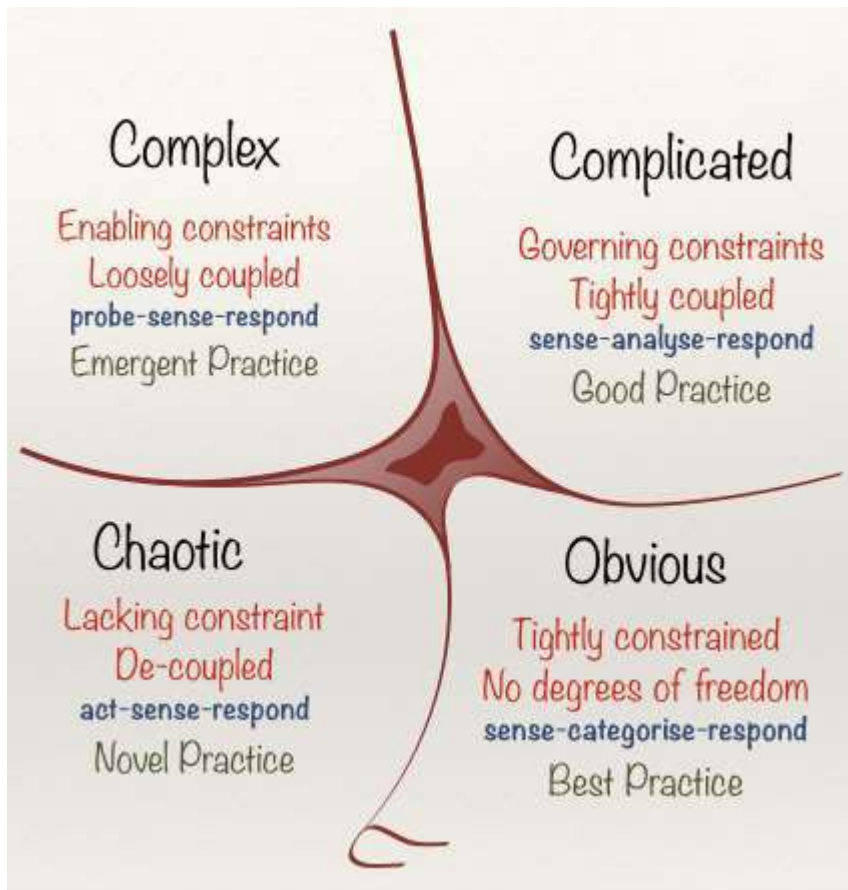 Complex
Enabling constraints
Loosely coupled
probe-sense-respond
Emergent Practice
Complicated
Governing constraints
Tightly coupled
sense-analyse-respond
Good Practice
Chaotic
Lacking constraint
De-coupled
act-sense-respond
Novel Practice
Obvious
Tightly constrained
No degrees of freedom
sense-categorise-respond
Best Practice